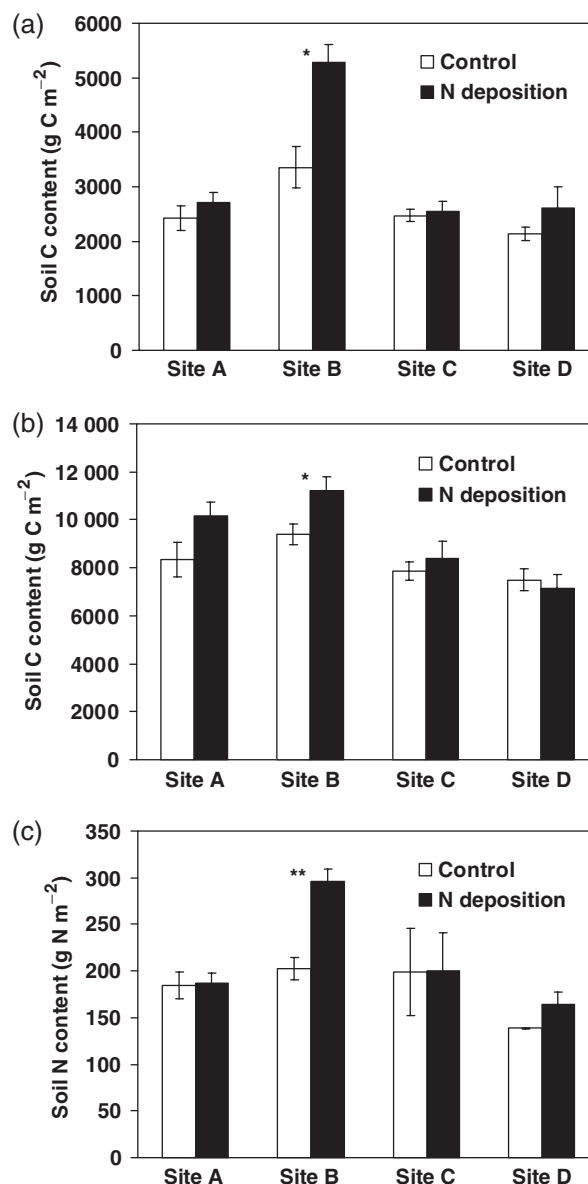 (a)
Soil C content (g C m⁻²)
6000
5000
4000
3000
2000
1000
0
*
Control
N deposition
Site A
Site B
Site C
Site D
(b)
Soil C content (g C m⁻²)
14 000
12 000
10 000
8000
6000
4000
2000
0
*
Control
N deposition
Site A
Site B
Site C
Site D
(c)
Soil N content (g N m⁻²)
350
300
250
200
150
100
50
0
**
Control
N deposition
Site A
Site B
Site C
Site D